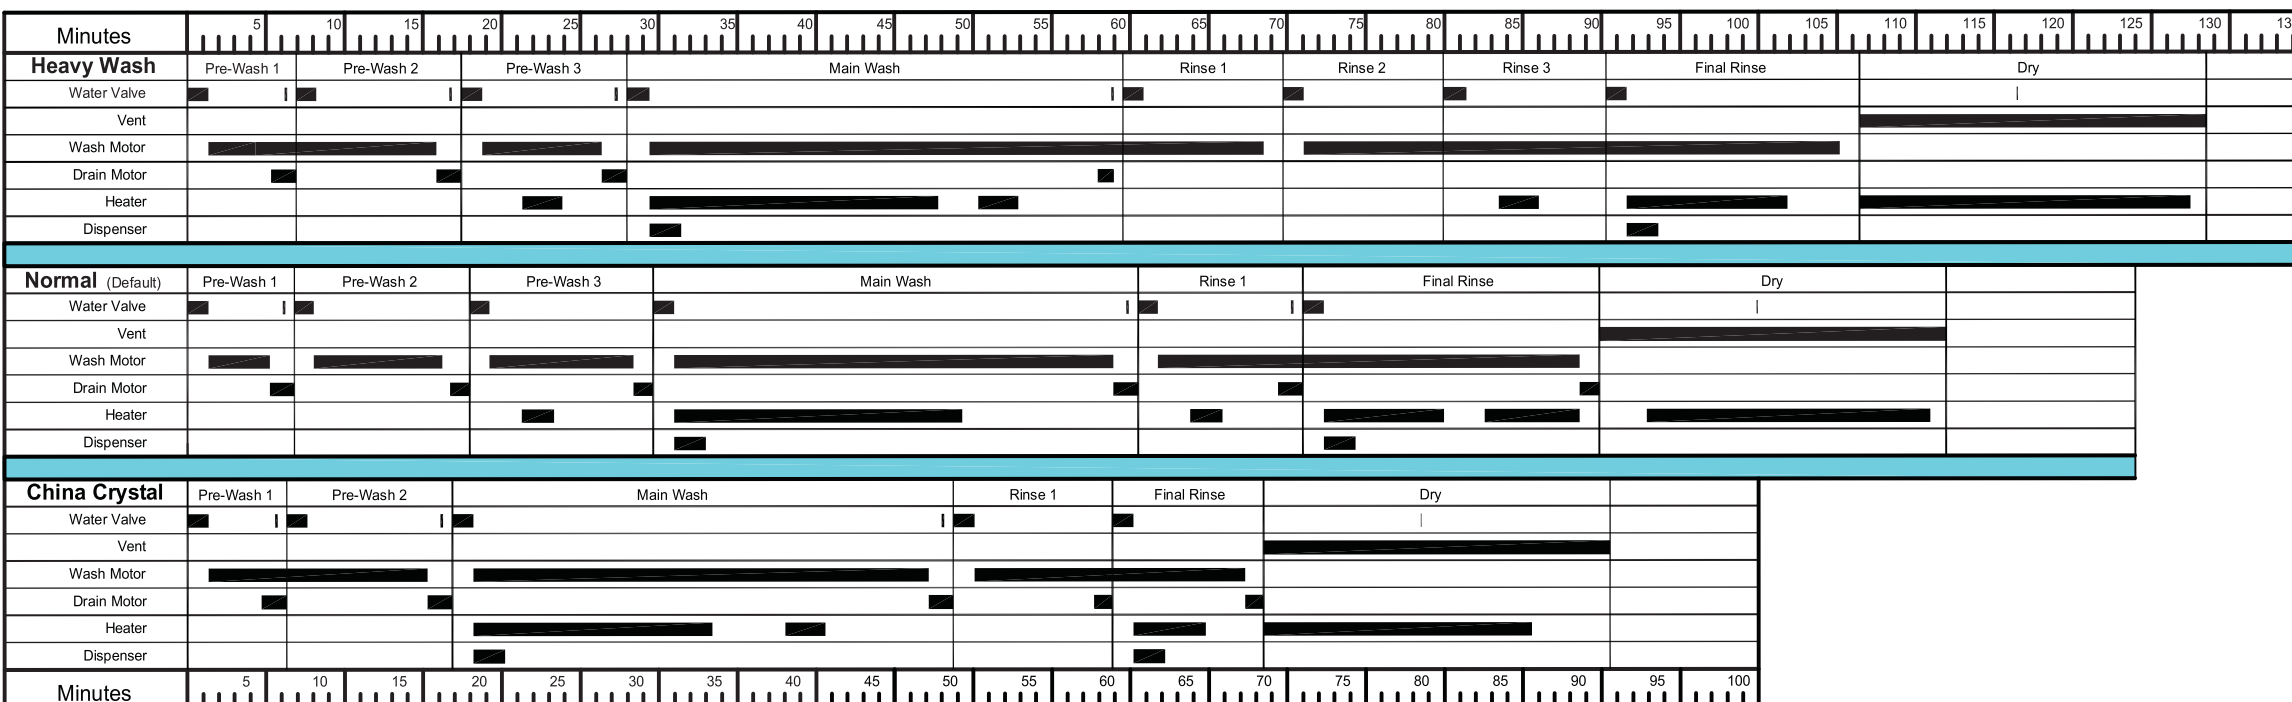 Minutes 5 10 15 20 25 30 35 40 45 50 55 60 65 70 75 80 85 90 95 100 105 110 115 120 125 130
Heavy Wash Pre-Wash 1 Pre-Wash 2 Pre-Wash 3 Main Wash Rinse 1 Rinse 2 Rinse 3 Final Rinse Dry
Water Valve
Vent
Wash Motor
Drain Motor
Heater
Dispenser
Normal (Default) Pre-Wash 1 Pre-Wash 2 Pre-Wash 3 Main Wash Rinse 1 Final Rinse Dry
Water Valve
Vent
Wash Motor
Drain Motor
Heater
Dispenser
China Crystal Pre-Wash 1 Pre-Wash 2 Main Wash Rinse 1 Final Rinse Dry
Water Valve
Vent
Wash Motor
Drain Motor
Heater
Dispenser
Minutes 5 10 15 20 25 30 35 40 45 50 55 60 65 70 75 80 85 90 95 100